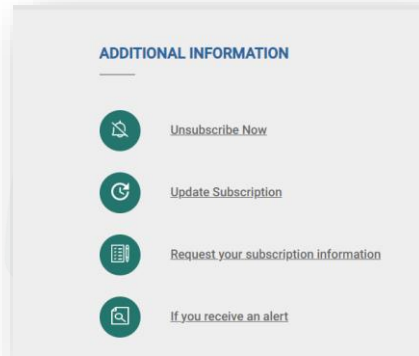 ADDITIONAL INFORMATION
Unsubscribe Now
Update Subscription
Request your subscription information
If you receive an alert